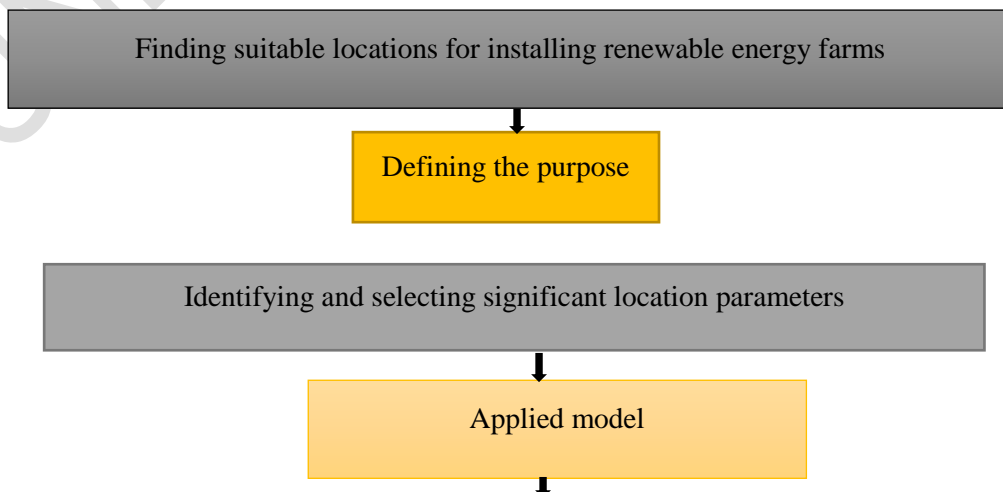 Finding suitable locations for installing renewable energy farms
Defining the purpose
Identifying and selecting significant location parameters
Applied model